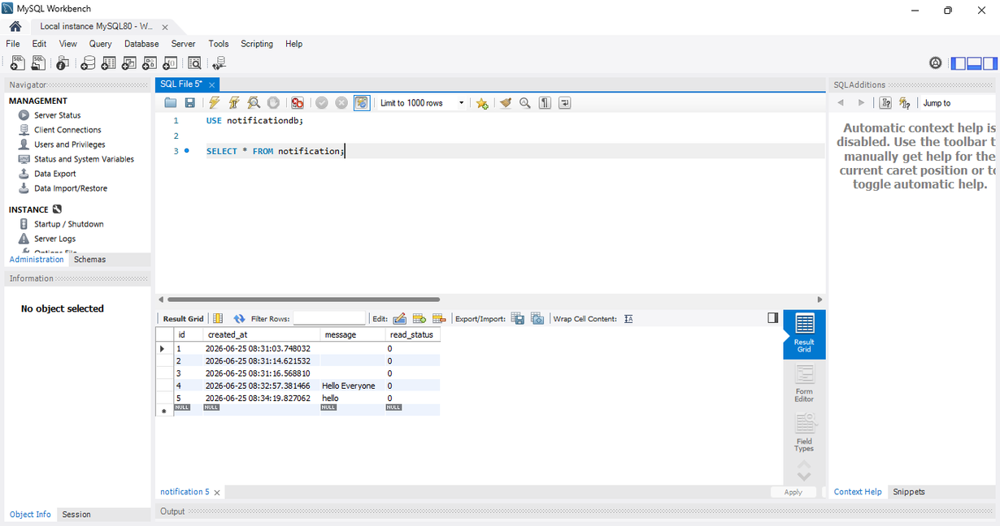 MySQL Workbench
Local instance MySQL80 - W...
File Edit View Query Database Server Tools Scripting Help
Navigator
MANAGEMENT
Server Status
Client Connections
Users and Privileges
Status and System Variables
Data Export
Data Import/Restore
INSTANCE
Startup / Shutdown
Server Logs
Options File
Administration Schemas
Information
No object selected
Object Info Session
SQL File 5*
Limit to 1000 rows
1 USE notificationdb;
2
3 SELECT * FROM notification;
Result Grid Filter Rows: Edit: Export/Import: Wrap Cell Content:
id created_at message read_status
1 2026-06-25 08:31:03.748032 0
2 2026-06-25 08:31:14.621532 0
3 2026-06-25 08:31:16.568810 0
4 2026-06-25 08:32:57.381466 Hello Everyone 0
5 2026-06-25 08:34:19.827062 hello 0
NULL NULL NULL NULL
Result
Grid
Form
Editor
Field
Types
notification 5
Apply
Output
SQLAdditions
Jump to
Automatic context help is
disabled. Use the toolbar t
manually get help for the
current caret position or to
toggle automatic help.
Context Help Snippets